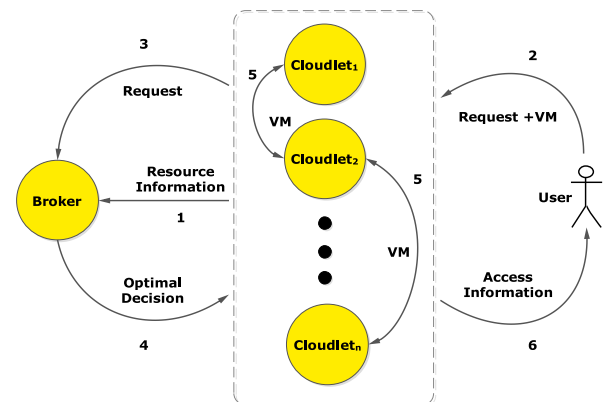 3
Request
Cloudlet₁
5
VM
2
Request +VM
Cloudlet₂
Resource
Information
Broker
1
5
User
VM
Optimal
Decision
Access
Information
4
Cloudletₙ
6